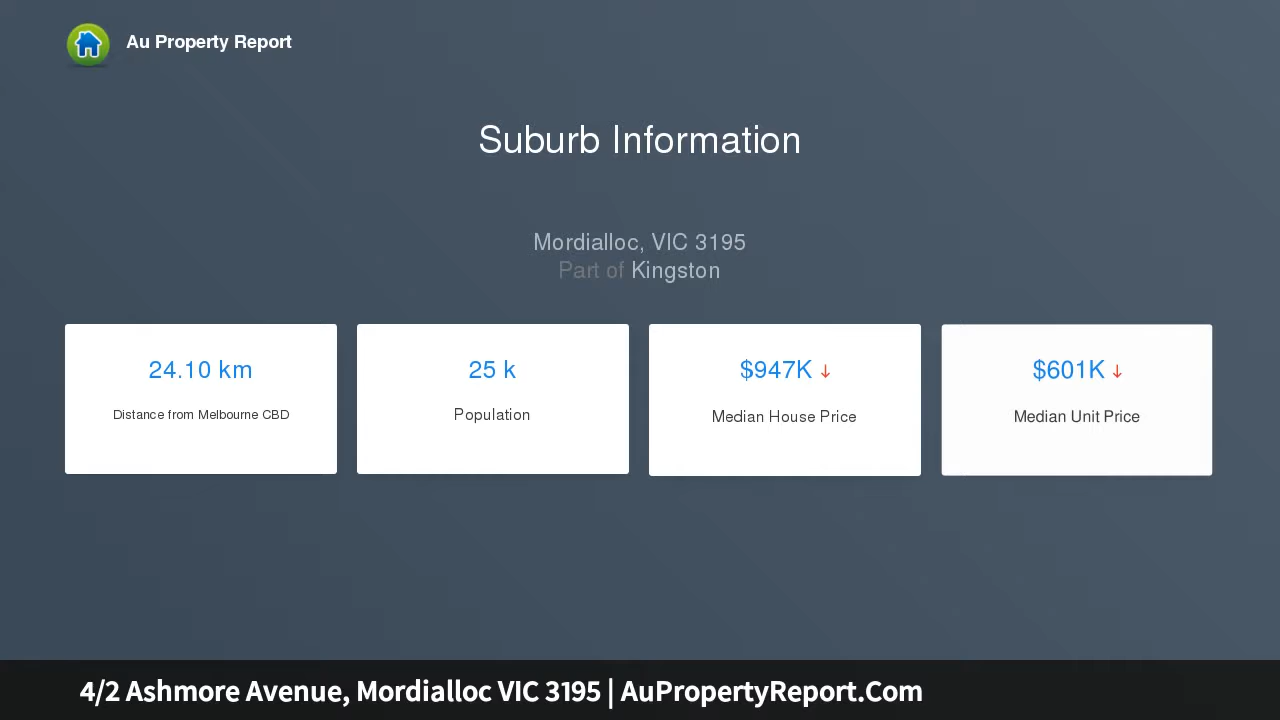 Au Property Report
Suburb Information
Mordialloc, VIC 3195
Part of Kingston
24.10 km
Distance from Melbourne CBD
25 k
Population
$947K ↓
Median House Price
$601K ↓
Median Unit Price
4/2 Ashmore Avenue, Mordialloc VIC 3195 | AuPropertyReport.Com